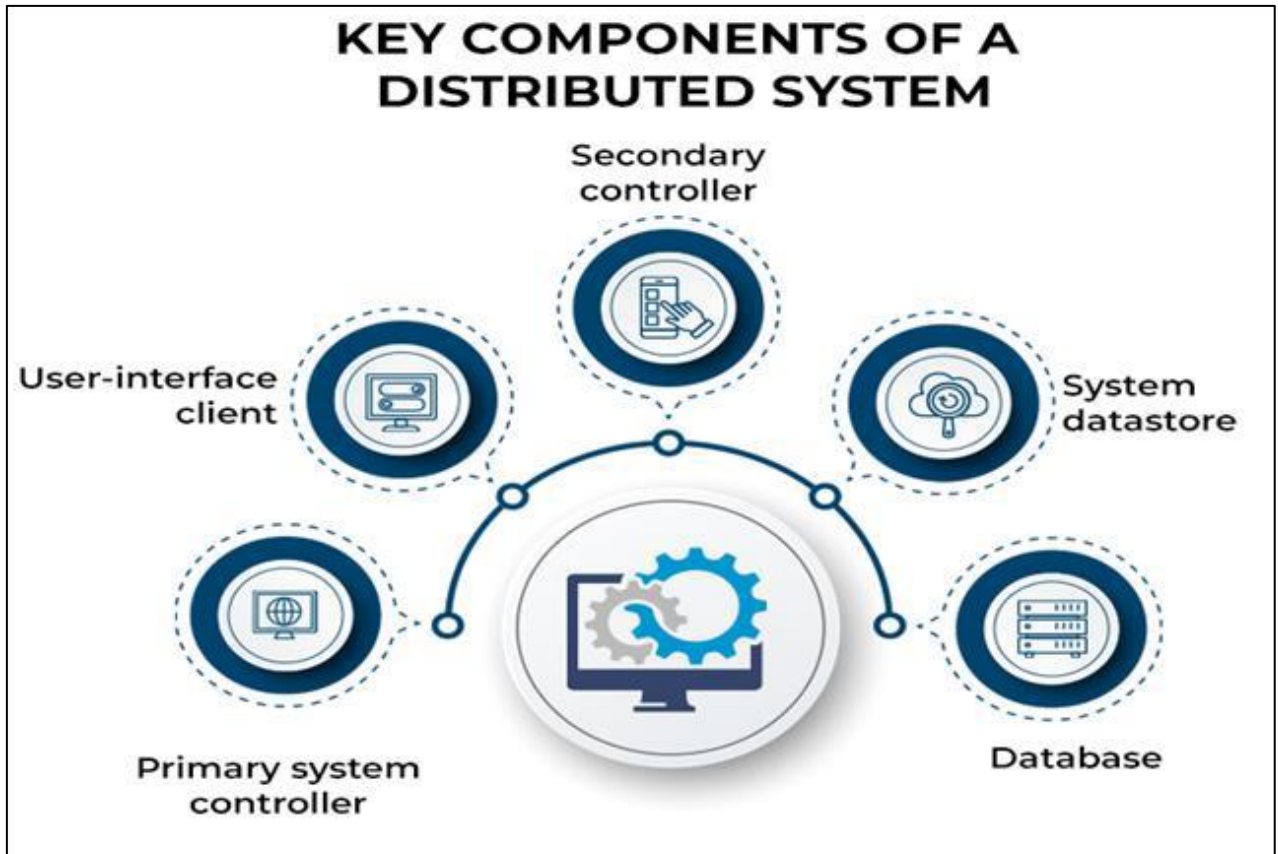 KEY COMPONENTS OF A
DISTRIBUTED SYSTEM
Secondary
controller
User-interface
client
System
datastore
Primary system
controller
Database